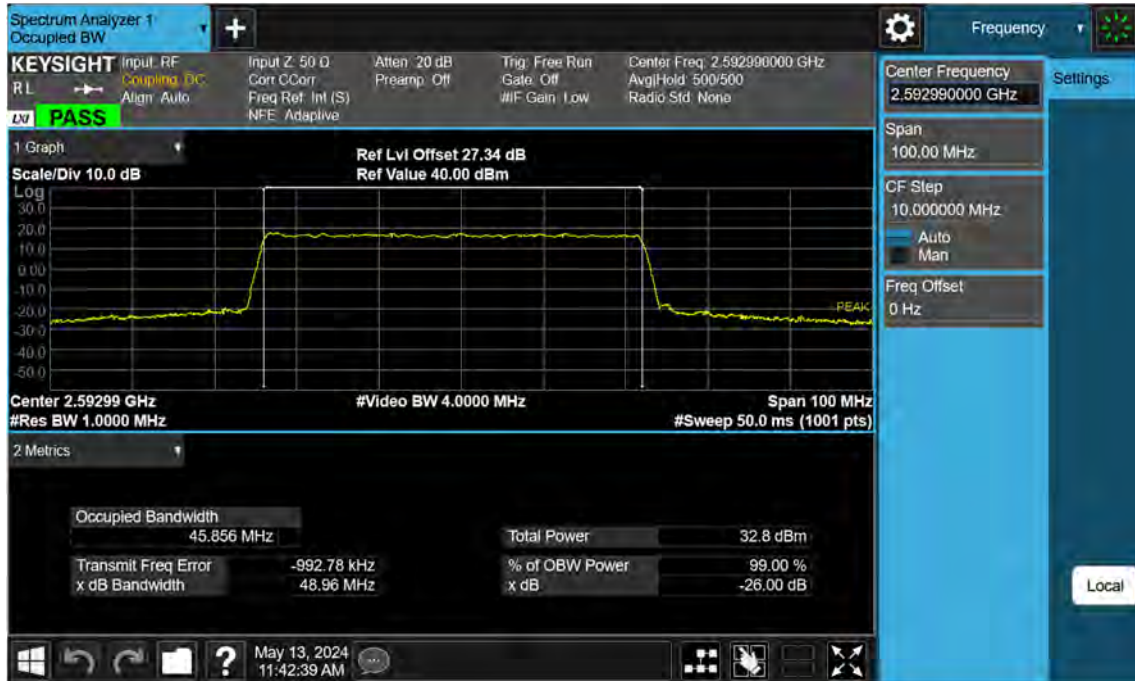 Spectrum Analyzer 1
Occupied BW
+
Frequency
KEYSIGHT
RL
LXI
PASS
Input: RF
Coupling: DC
Align: Auto
Input Z: 50 Ω
Corr CCorr
Freq Ref: Int (S)
NFE: Adaptive
Atten: 20 dB
Preamp: Off
Trig: Free Run
Gate: Off
#IF Gain: Low
Center Freq: 2.592990000 GHz
Avg|Hold: 500/500
Radio Std: None
1 Graph
Scale/Div 10.0 dB
Ref Lvl Offset 27.34 dB
Ref Value 40.00 dBm
Log
30.0
20.0
10.0
0.00
-10.0
-20.0
-30.0
-40.0
-50.0
PEAK
Center 2.59299 GHz
#Video BW 4.0000 MHz
Span 100 MHz
#Res BW 1.0000 MHz
#Sweep 50.0 ms (1001 pts)
2 Metrics
Occupied Bandwidth
45.856 MHz
Total Power 32.8 dBm
Transmit Freq Error -992.78 kHz
% of OBW Power 99.00 %
x dB Bandwidth 48.96 MHz
x dB -26.00 dB
Center Frequency
2.592990000 GHz
Settings
Span
100.00 MHz
CF Step
10.000000 MHz
Auto
Man
Freq Offset
0 Hz
Local
?
May 13, 2024
11:42:39 AM